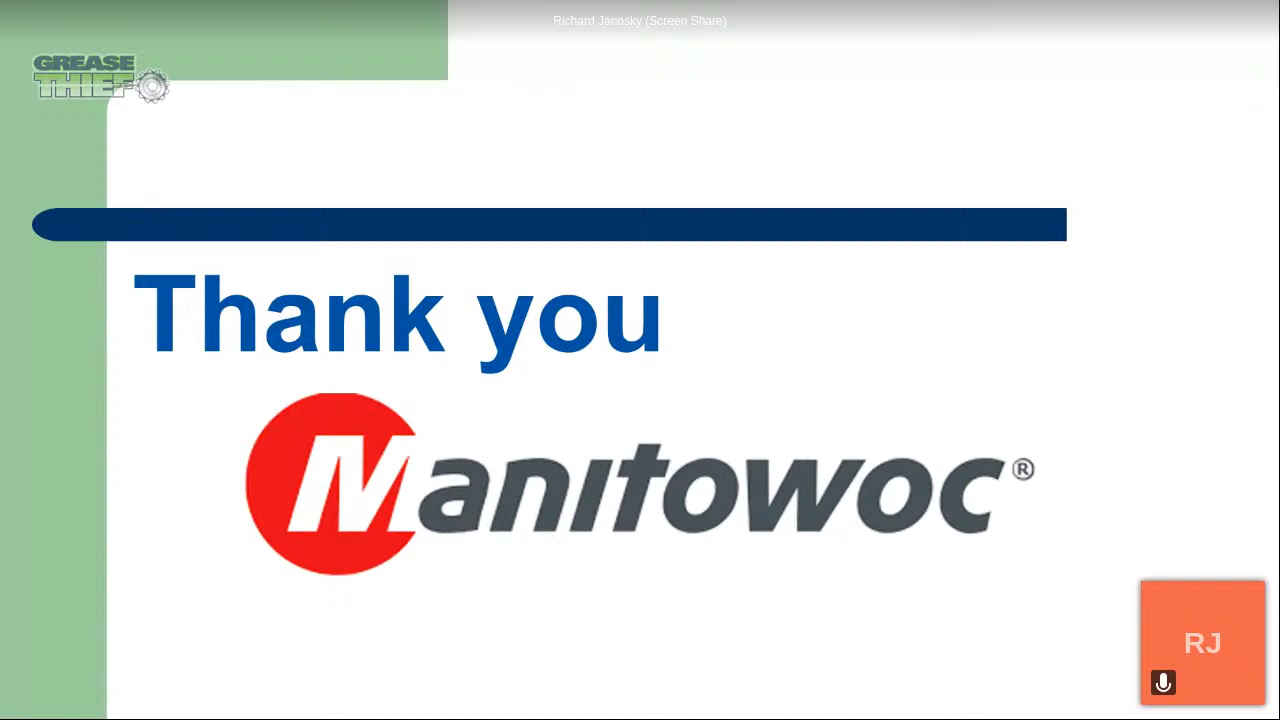 Richard Janosky (Screen Share)
GREASE
THIEF
Thank you
Manitowoc®
RJ